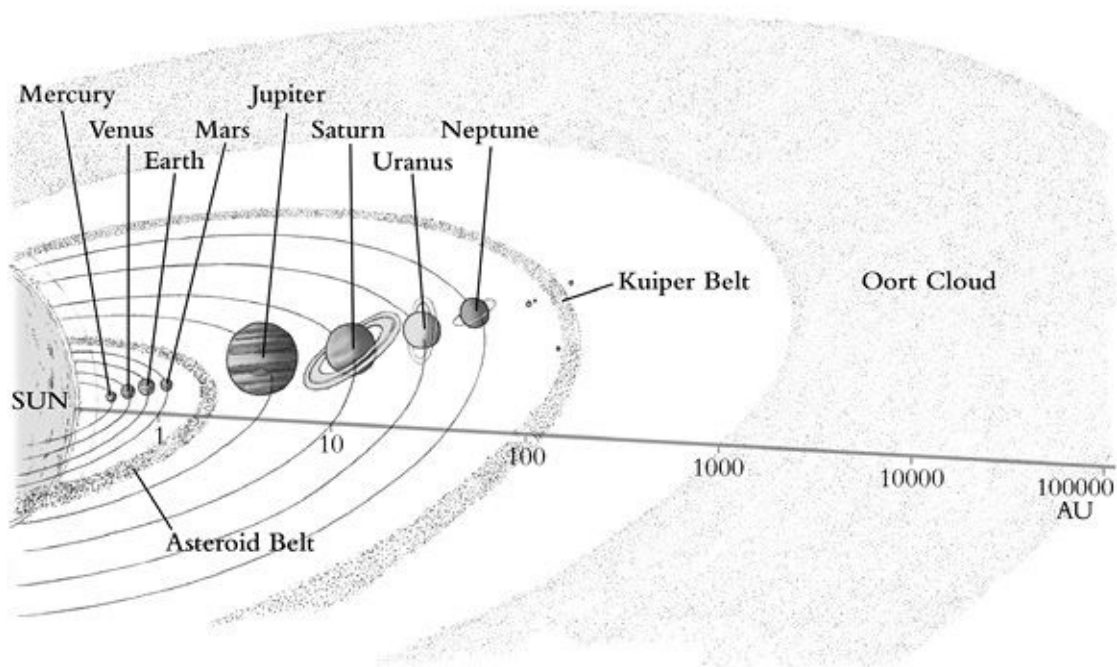 Mercury
Jupiter
Venus
Mars
Saturn
Neptune
Earth
Uranus
Kuiper Belt
Oort Cloud
SUN
1
10
100
1000
10000
100000
AU
Asteroid Belt